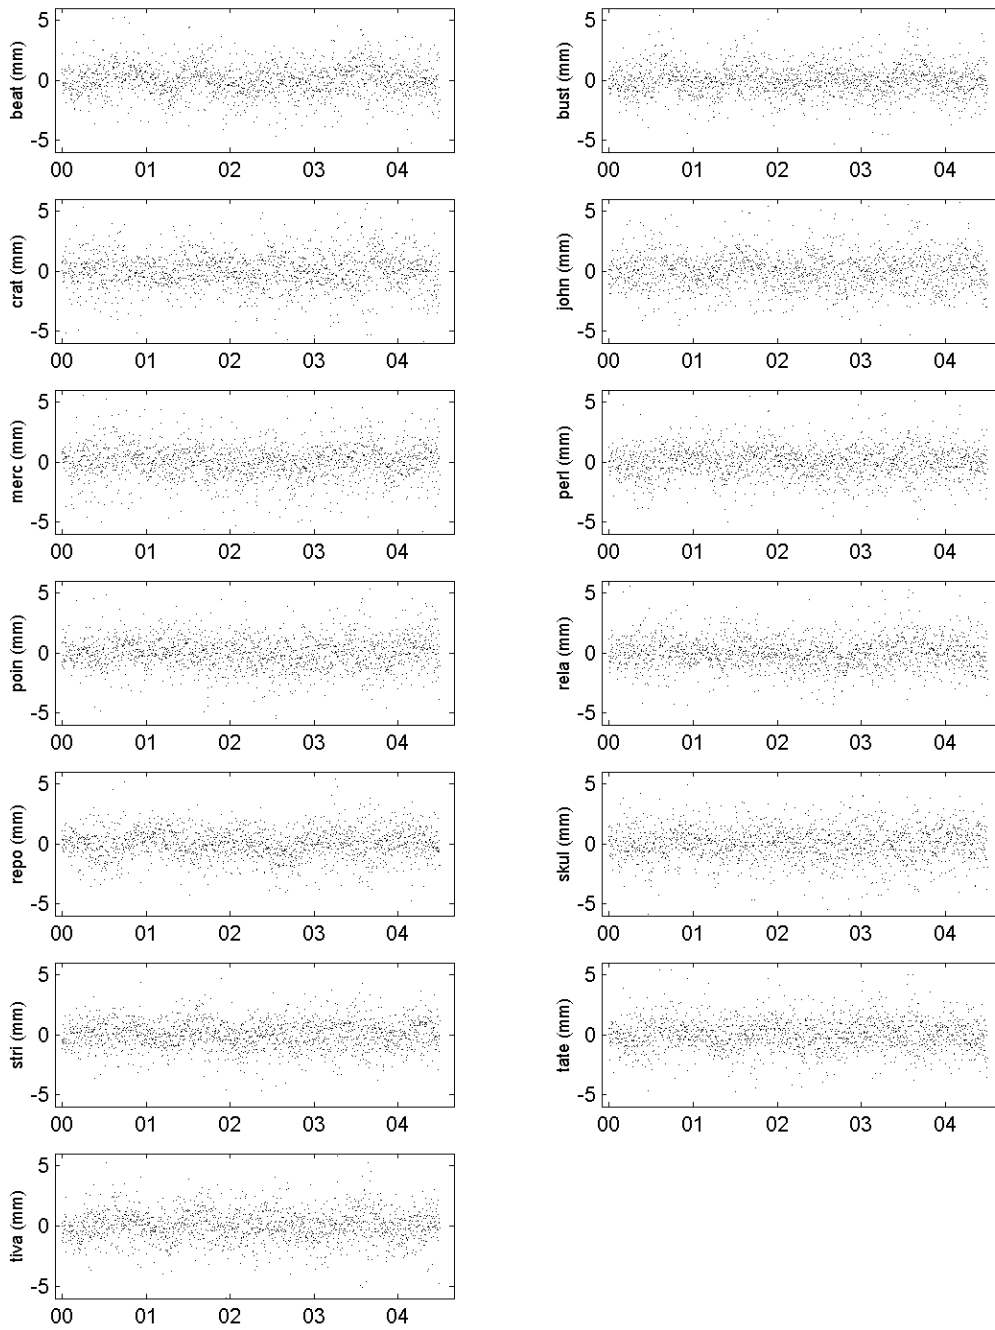 5
0
-5
beat (mm)
00 01 02 03 04
5
0
-5
bust (mm)
00 01 02 03 04
5
0
-5
crat (mm)
00 01 02 03 04
5
0
-5
john (mm)
00 01 02 03 04
5
0
-5
merc (mm)
00 01 02 03 04
5
0
-5
perl (mm)
00 01 02 03 04
5
0
-5
poin (mm)
00 01 02 03 04
5
0
-5
rela (mm)
00 01 02 03 04
5
0
-5
repo (mm)
00 01 02 03 04
5
0
-5
skul (mm)
00 01 02 03 04
5
0
-5
stri (mm)
00 01 02 03 04
5
0
-5
tate (mm)
00 01 02 03 04
5
0
-5
tiva (mm)
00 01 02 03 04